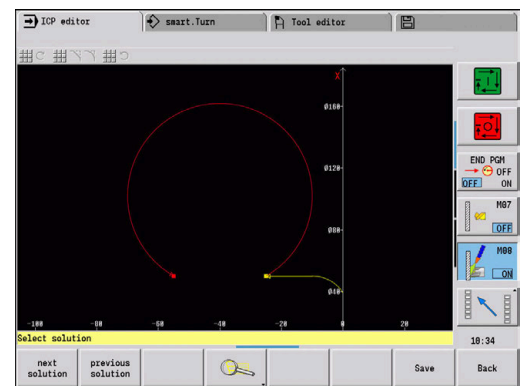 ICP editor
smart.Turn
Tool editor
X
Ø160
Ø120
Ø80
Ø40
-100
-80
-60
-40
-20
0
20
END PGM
OFF
OFF ON
M07
OFF
M08
ON
Select solution
10:34
next solution
previous solution
Save
Back